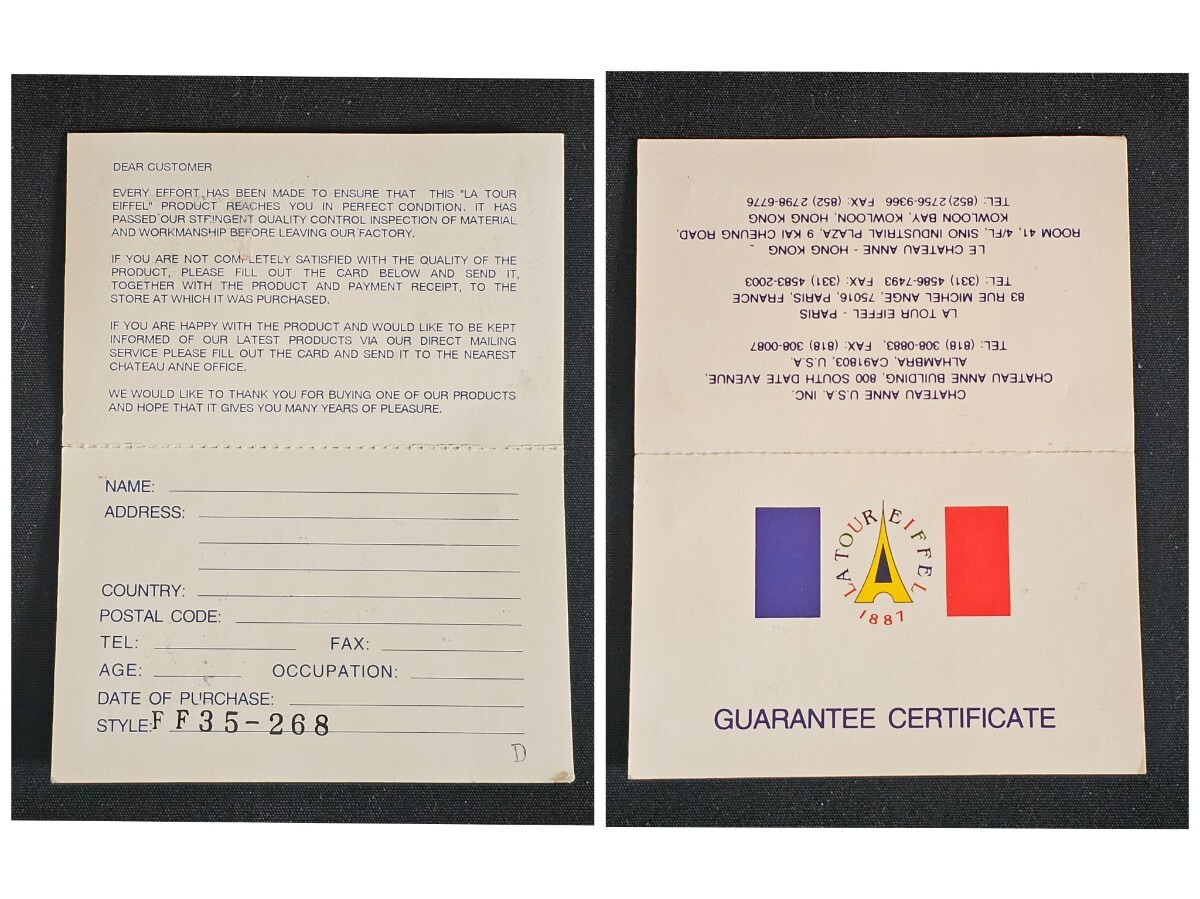 DEAR CUSTOMER
EVERY EFFORT HAS BEEN MADE TO ENSURE THAT THIS "LA TOUR
EIFFEL" PRODUCT REACHES YOU IN PERFECT CONDITION. IT HAS
PASSED OUR STRINGENT QUALITY CONTROL INSPECTION OF MATERIAL
AND WORKMANSHIP BEFORE LEAVING OUR FACTORY.
IF YOU ARE NOT COMPLETELY SATISFIED WITH THE QUALITY OF THE
PRODUCT, PLEASE FILL OUT THE CARD BELOW AND SEND IT,
TOGETHER WITH THE PRODUCT AND PAYMENT RECEIPT, TO THE
STORE AT WHICH IT WAS PURCHASED.
IF YOU ARE HAPPY WITH THE PRODUCT AND WOULD LIKE TO BE KEPT
INFORMED OF OUR LATEST PRODUCTS VIA OUR DIRECT MAILING
SERVICE PLEASE FILL OUT THE CARD AND SEND IT TO THE NEAREST
CHATEAU ANNE OFFICE.
WE WOULD LIKE TO THANK YOU FOR BUYING ONE OF OUR PRODUCTS
AND HOPE THAT IT GIVES YOU MANY YEARS OF PLEASURE.
NAME:
ADDRESS:
COUNTRY:
POSTAL CODE:
TEL: FAX:
AGE: OCCUPATION:
DATE OF PURCHASE:
STYLE: FF35-268
D
CHATEAU ANNE U.S.A. INC.
CHATEAU ANNE BUILDING, 800 SOUTH DATE AVENUE,
ALHAMBRA, CA91803, U.S.A.
TEL: (818) 308-0883, FAX: (818) 308-0087
LA TOUR EIFFEL - PARIS
83 RUE MICHEL ANGE, 75016, PARIS, FRANCE
TEL: (331) 4586-7493 FAX: (331) 4583-2003
LE CHATEAU ANNE - HONG KONG
ROOM 41, 4/FL. SINO INDUSTRIAL PLAZA, 9 KAI CHEUNG ROAD,
KOWLOON BAY, KOWLOON, HONG KONG
TEL: (852) 2756-9366 FAX: (852) 2798-6776
LA TOUR EIFFEL
1887
GUARANTEE CERTIFICATE